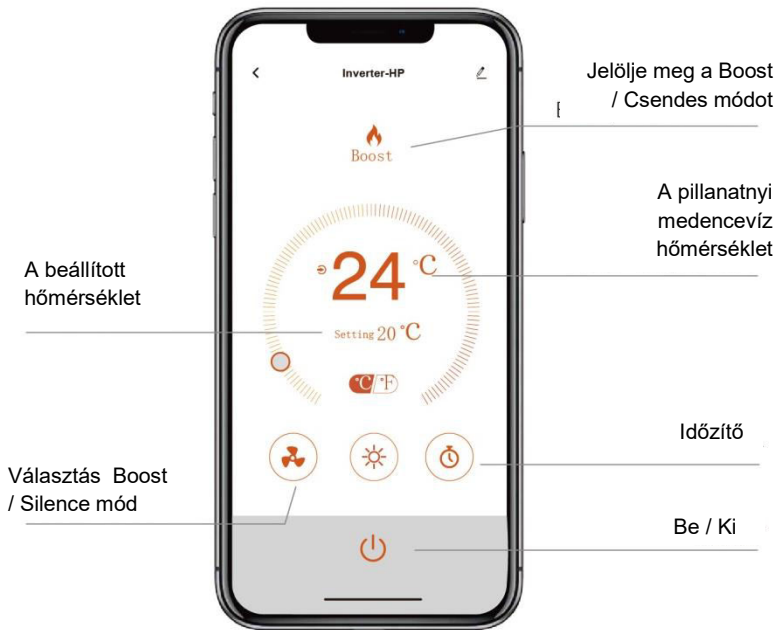 Inverter-HP
Jelölje meg a Boost
/ Csendes módot
Boost
A pillanatnyi
medencevíz
hőmérséklet
24 °C
A beállított
hőmérséklet
Setting 20 °C
°C/°F
Időzítő
Választás Boost
/ Silence mód
Be / Ki